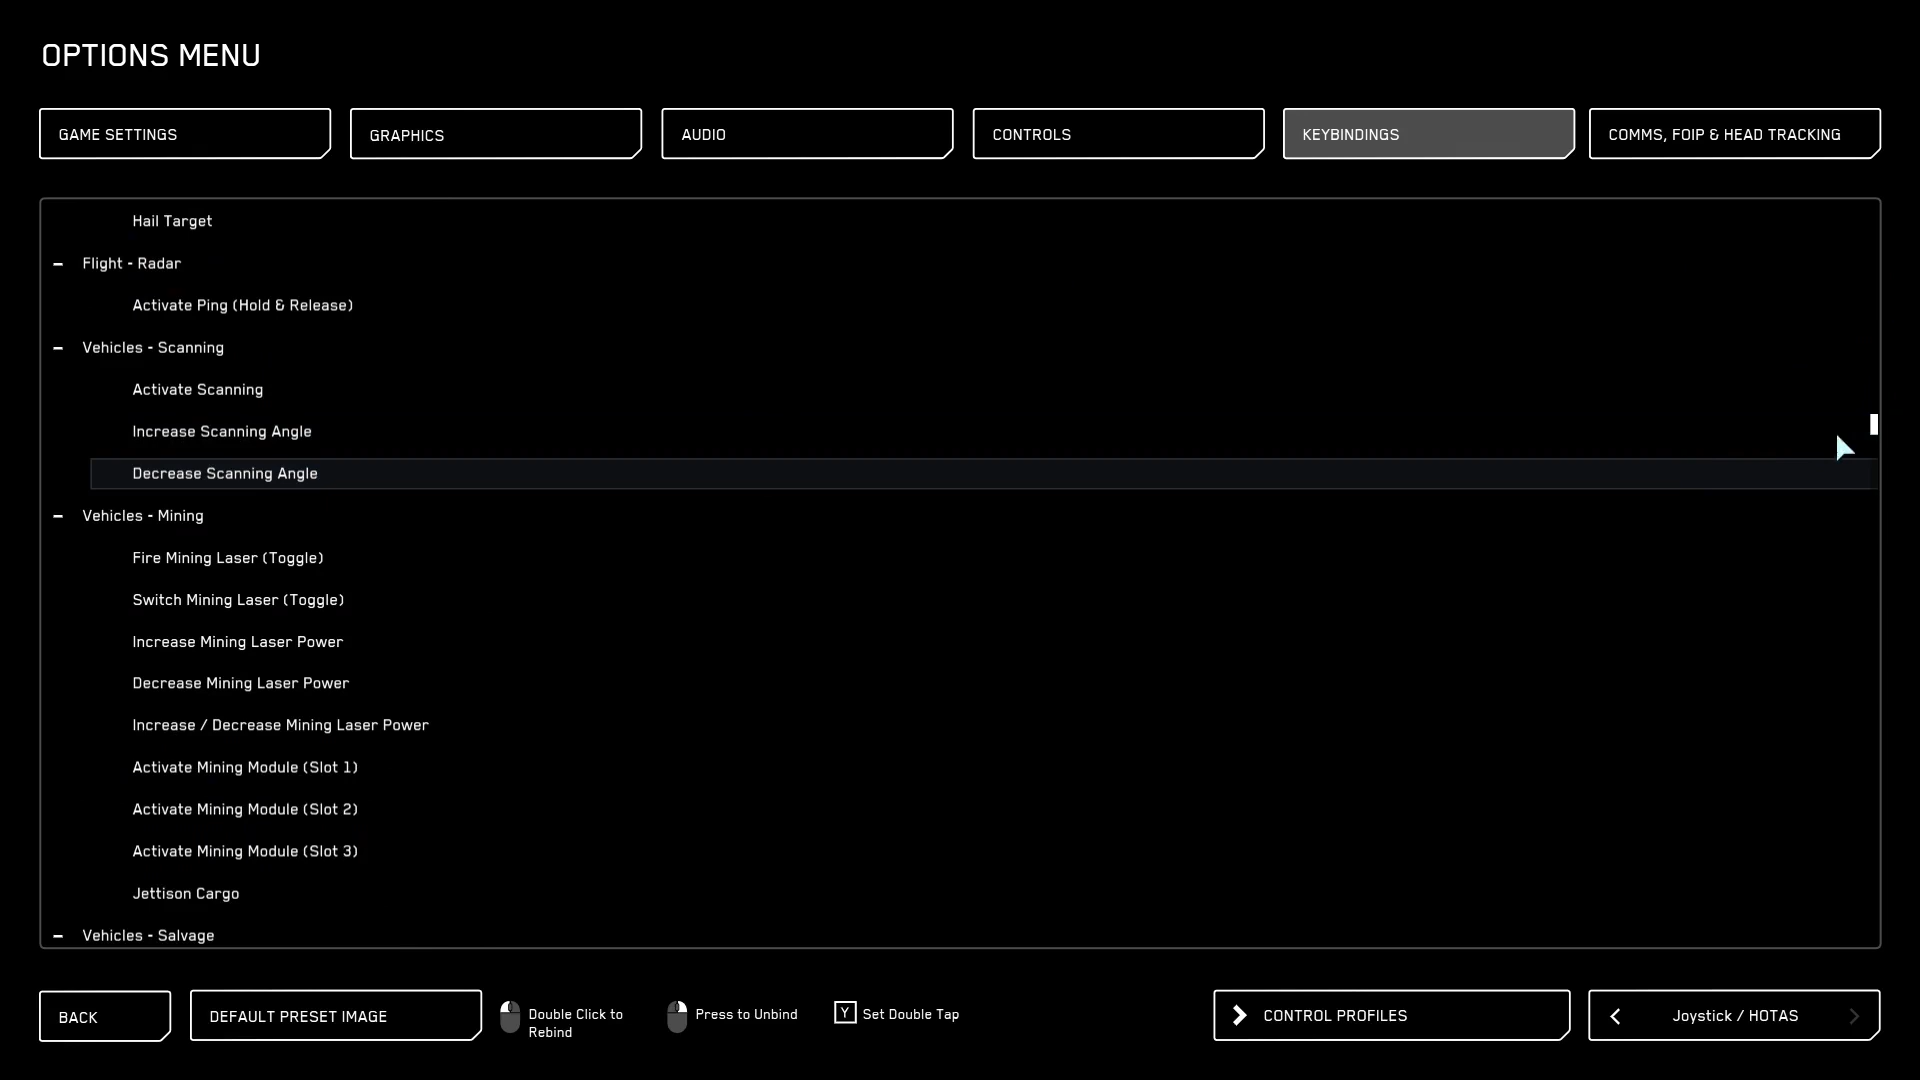 OPTIONS MENU
GAME SETTINGS
GRAPHICS
AUDIO
CONTROLS
KEYBINDINGS
COMMS, FOIP & HEAD TRACKING
Hail Target
Flight - Radar
Activate Ping (Hold & Release)
Vehicles - Scanning
Activate Scanning
Increase Scanning Angle
Decrease Scanning Angle
Vehicles - Mining
Fire Mining Laser (Toggle)
Switch Mining Laser (Toggle)
Increase Mining Laser Power
Decrease Mining Laser Power
Increase / Decrease Mining Laser Power
Activate Mining Module (Slot 1)
Activate Mining Module (Slot 2)
Activate Mining Module (Slot 3)
Jettison Cargo
Vehicles - Salvage
BACK
DEFAULT PRESET IMAGE
Double Click to
Rebind
Press to Unbind
Y Set Double Tap
CONTROL PROFILES
Joystick / HOTAS